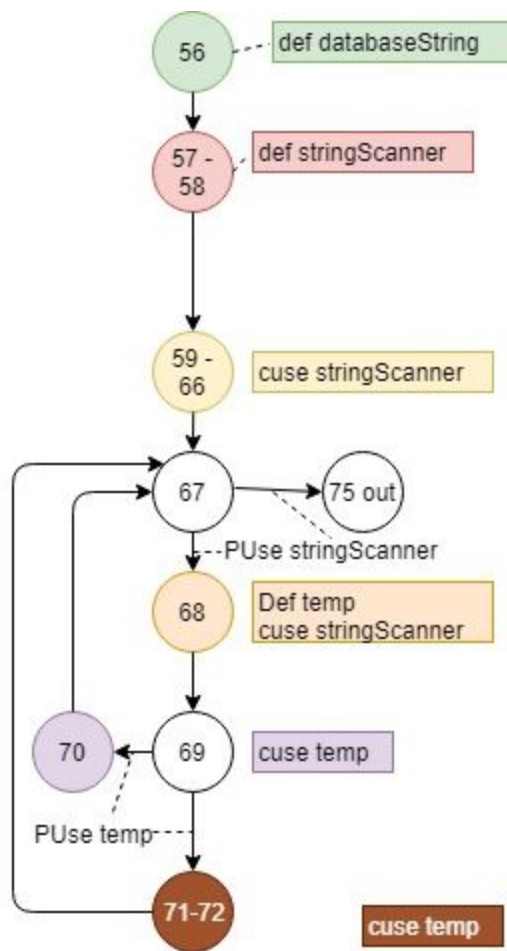 56
def databaseString
57 -
58
def stringScanner
59 -
66
cuse stringScanner
67
75 out
PUse stringScanner
68
Def temp
cuse stringScanner
70
69
cuse temp
PUse temp
71-72
cuse temp